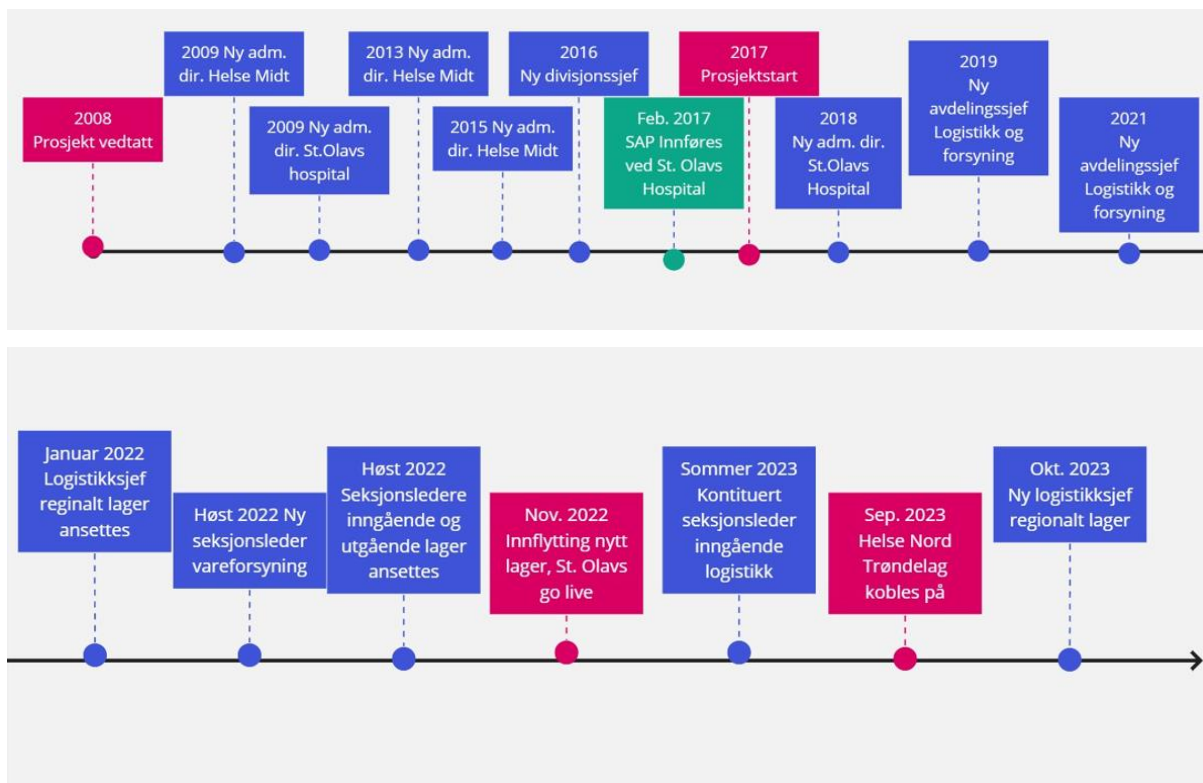 2008
Prosjekt vedtatt
2009 Ny adm.
dir. Helse Midt
2009 Ny adm.
dir. St.Olavs
hospital
2013 Ny adm.
dir. Helse Midt
2015 Ny adm.
dir. Helse Midt
2016
Ny divisjonssjef
Feb. 2017
SAP Innføres
ved St. Olavs
Hospital
2017
Prosjektstart
2018
Ny adm. dir.
St.Olavs
Hospital
2019
Ny
avdelingssjef
Logistikk og
forsyning
2021
Ny
avdelingssjef
Logistikk og
forsyning
Januar 2022
Logistikksjef
reginalt lager
ansettes
Høst 2022 Ny
seksjonsleder
vareforsyning
Høst 2022
Seksjonsledere
inngående og
utgående lager
ansettes
Nov. 2022
Innflytting nytt
lager, St. Olavs
go live
Sommer 2023
Kontituert
seksjonsleder
inngående
logistikk
Sep. 2023
Helse Nord
Trøndelag
kobles på
Okt. 2023
Ny logistikksjef
regionalt lager